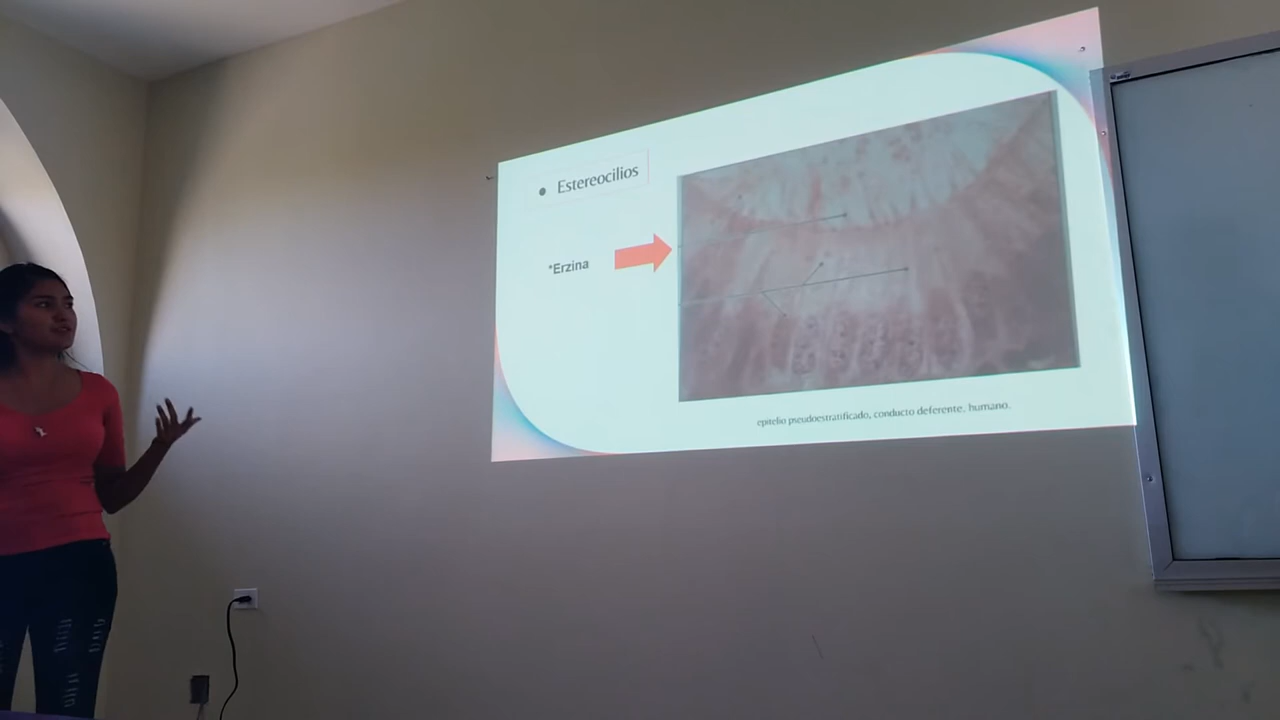 • Estereocilios
*Erzina
epitelio pseudoestratificado, conducto deferente. humano.